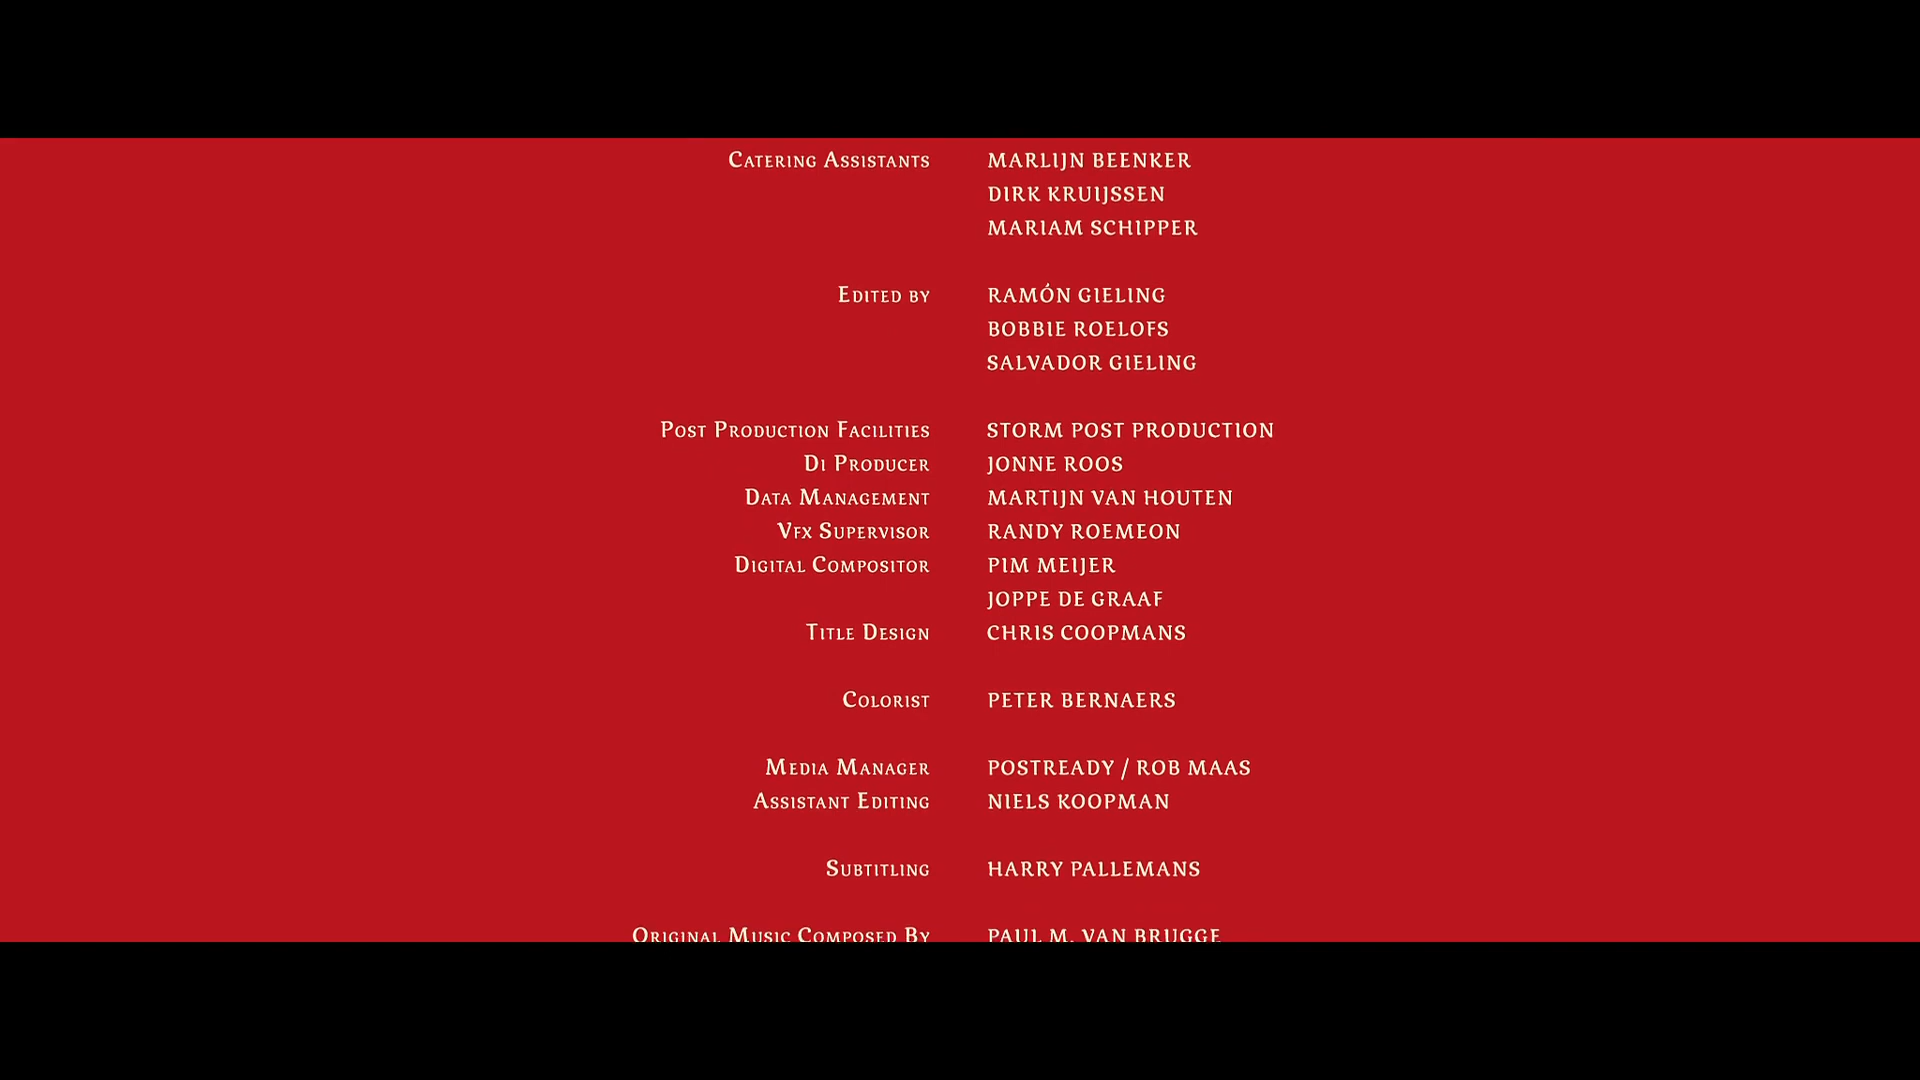 Catering Assistants MARLIJN BEENKER
DIRK KRUIJSSEN
MARIAM SCHIPPER
Edited by RAMÓN GIELING
BOBBIE ROELOFS
SALVADOR GIELING
Post Production Facilities STORM POST PRODUCTION
Di Producer JONNE ROOS
Data Management MARTIJN VAN HOUTEN
Vfx Supervisor RANDY ROEMEON
Digital Compositor PIM MEIJER
JOPPE DE GRAAF
Title Design CHRIS COOPMANS
Colorist PETER BERNAERS
Media Manager POSTREADY / ROB MAAS
Assistant Editing NIELS KOOPMAN
Subtitling HARRY PALLEMANS
Original Music Composed By PAUL M. VAN BRUGGE